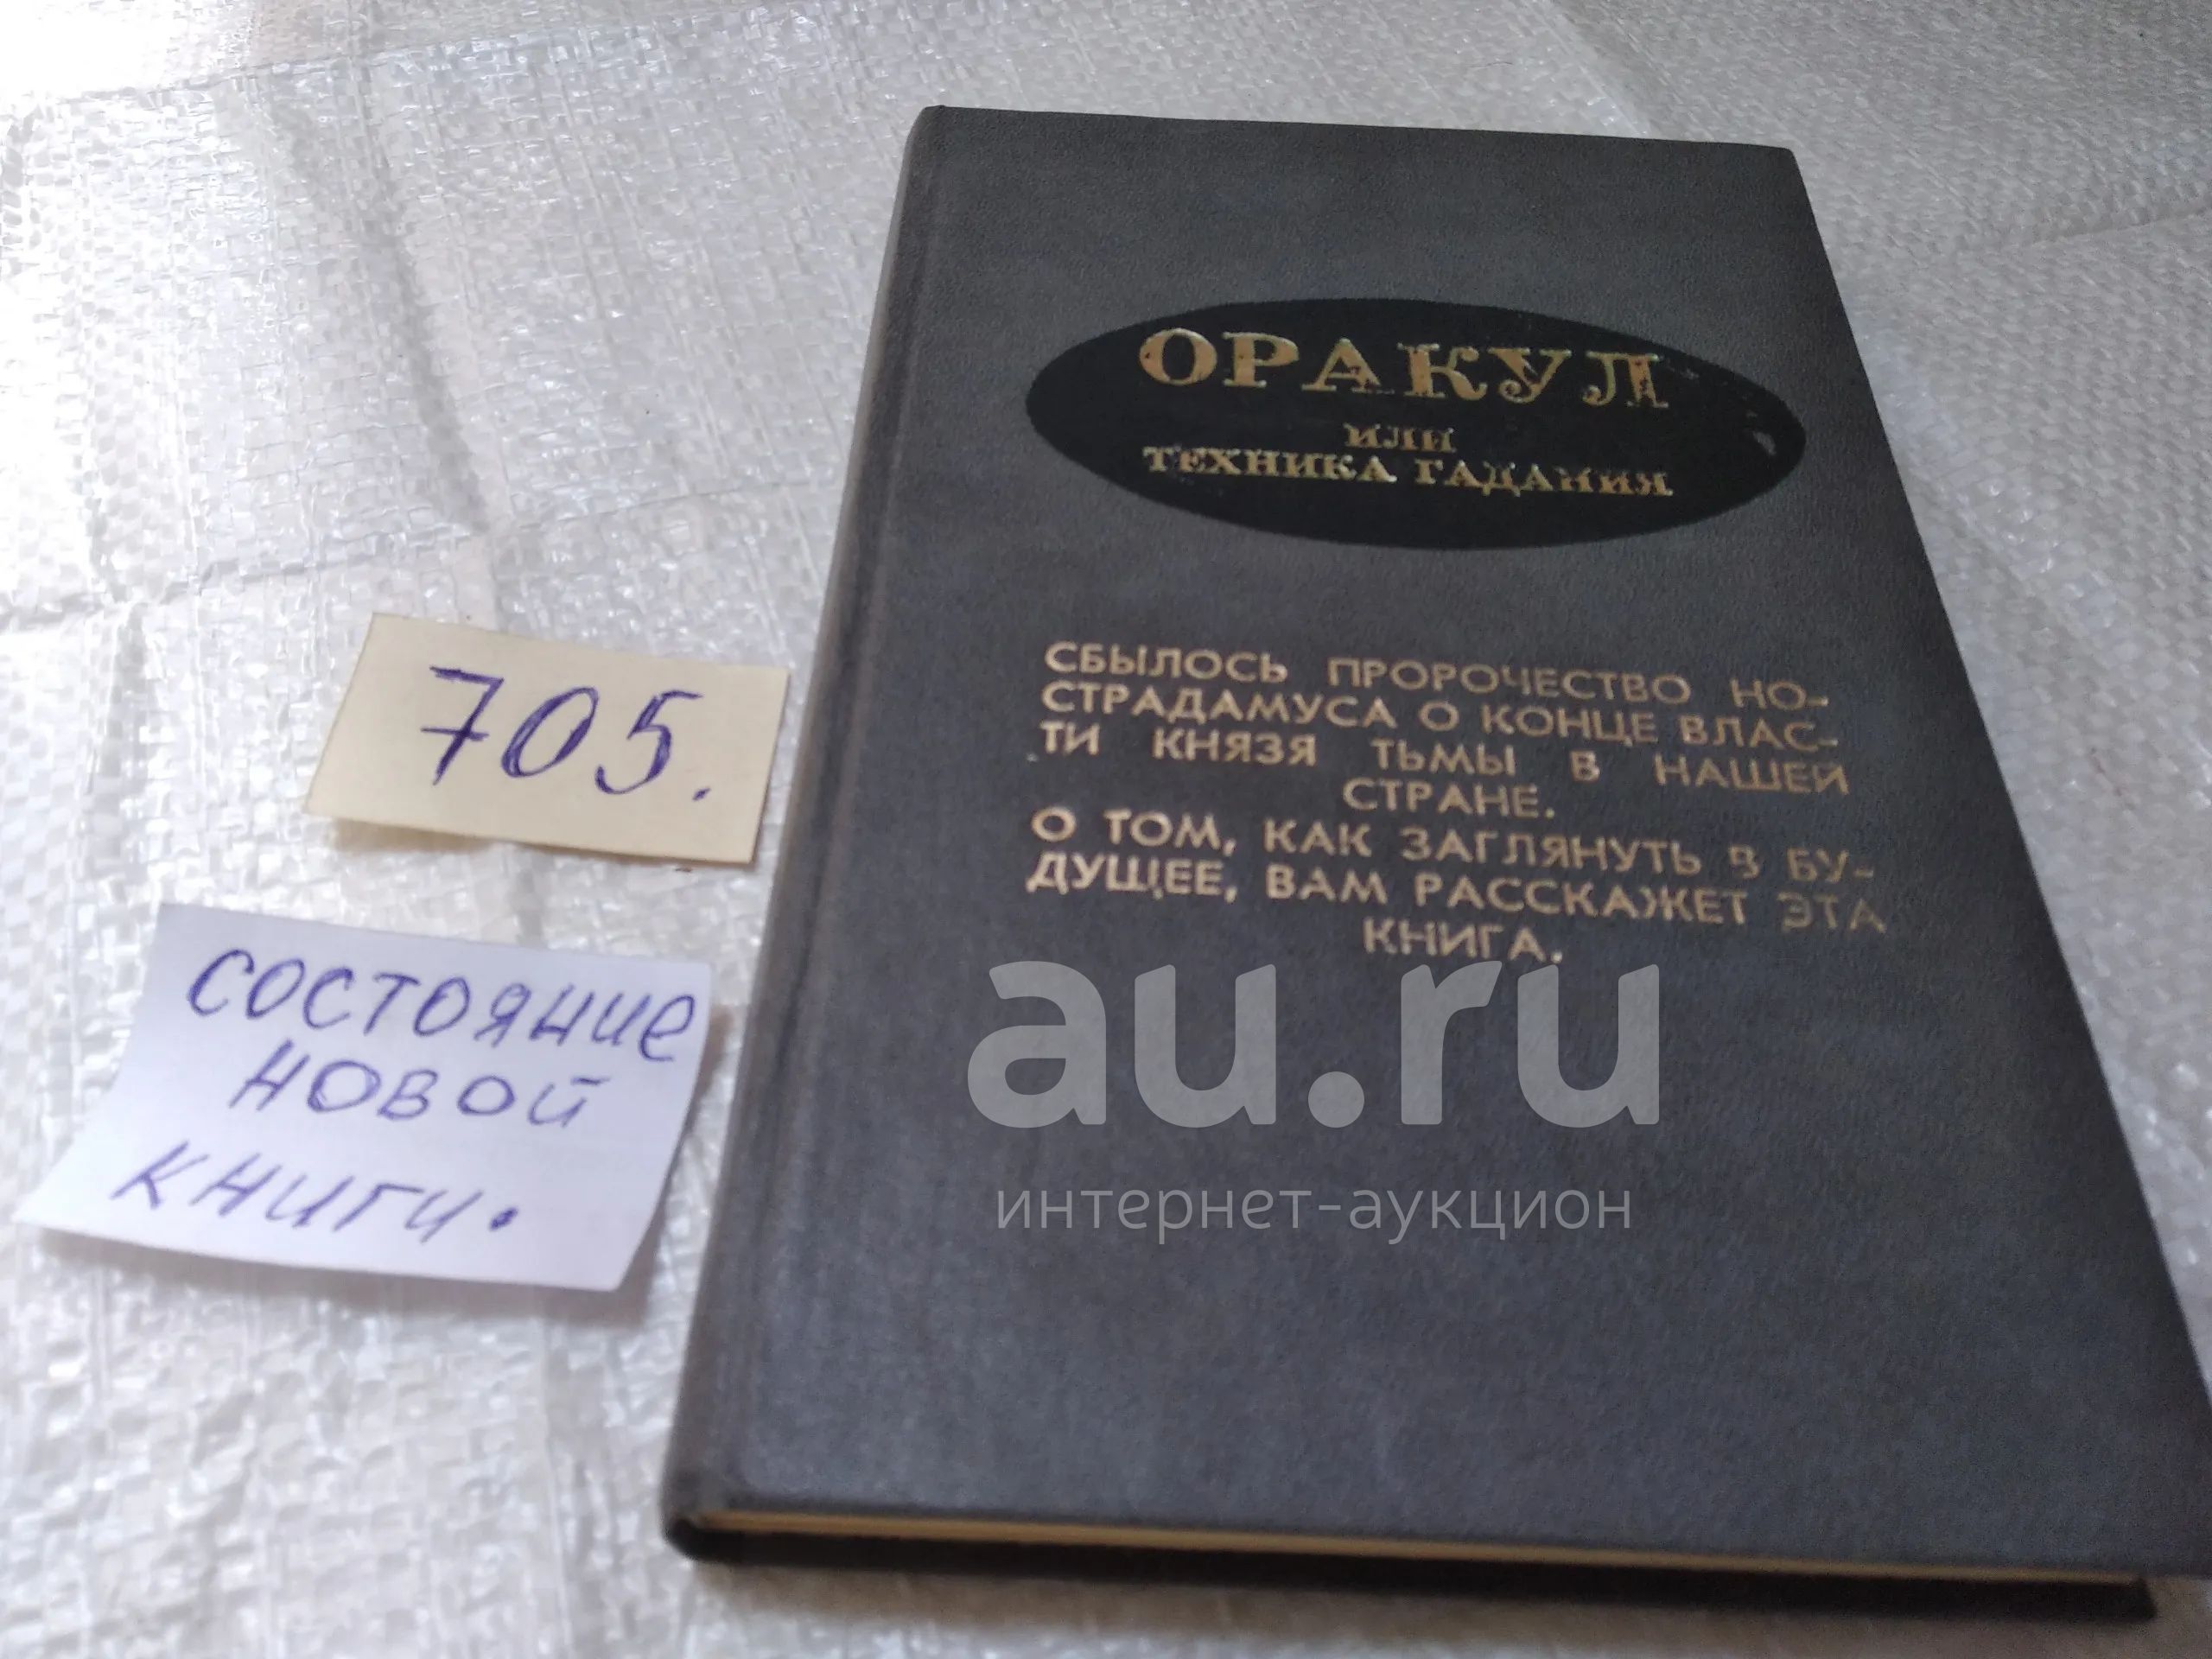 ОРАКУЛ
ИЛИ
ТЕХНИКА ГАДАНИЯ
СБЫЛОСЬ ПРОРОЧЕСТВО НО-
СТРАДАМУСА О КОНЦЕ ВЛАС-
ТИ КНЯЗЯ ТЬМЫ В НАШЕЙ
СТРАНЕ.
О ТОМ, КАК ЗАГЛЯНУТЬ В БУ-
ДУЩЕЕ, ВАМ РАССКАЖЕТ ЭТА
КНИГА.
705.
состояние
новой
книги.
au.ru
интернет-аукцион